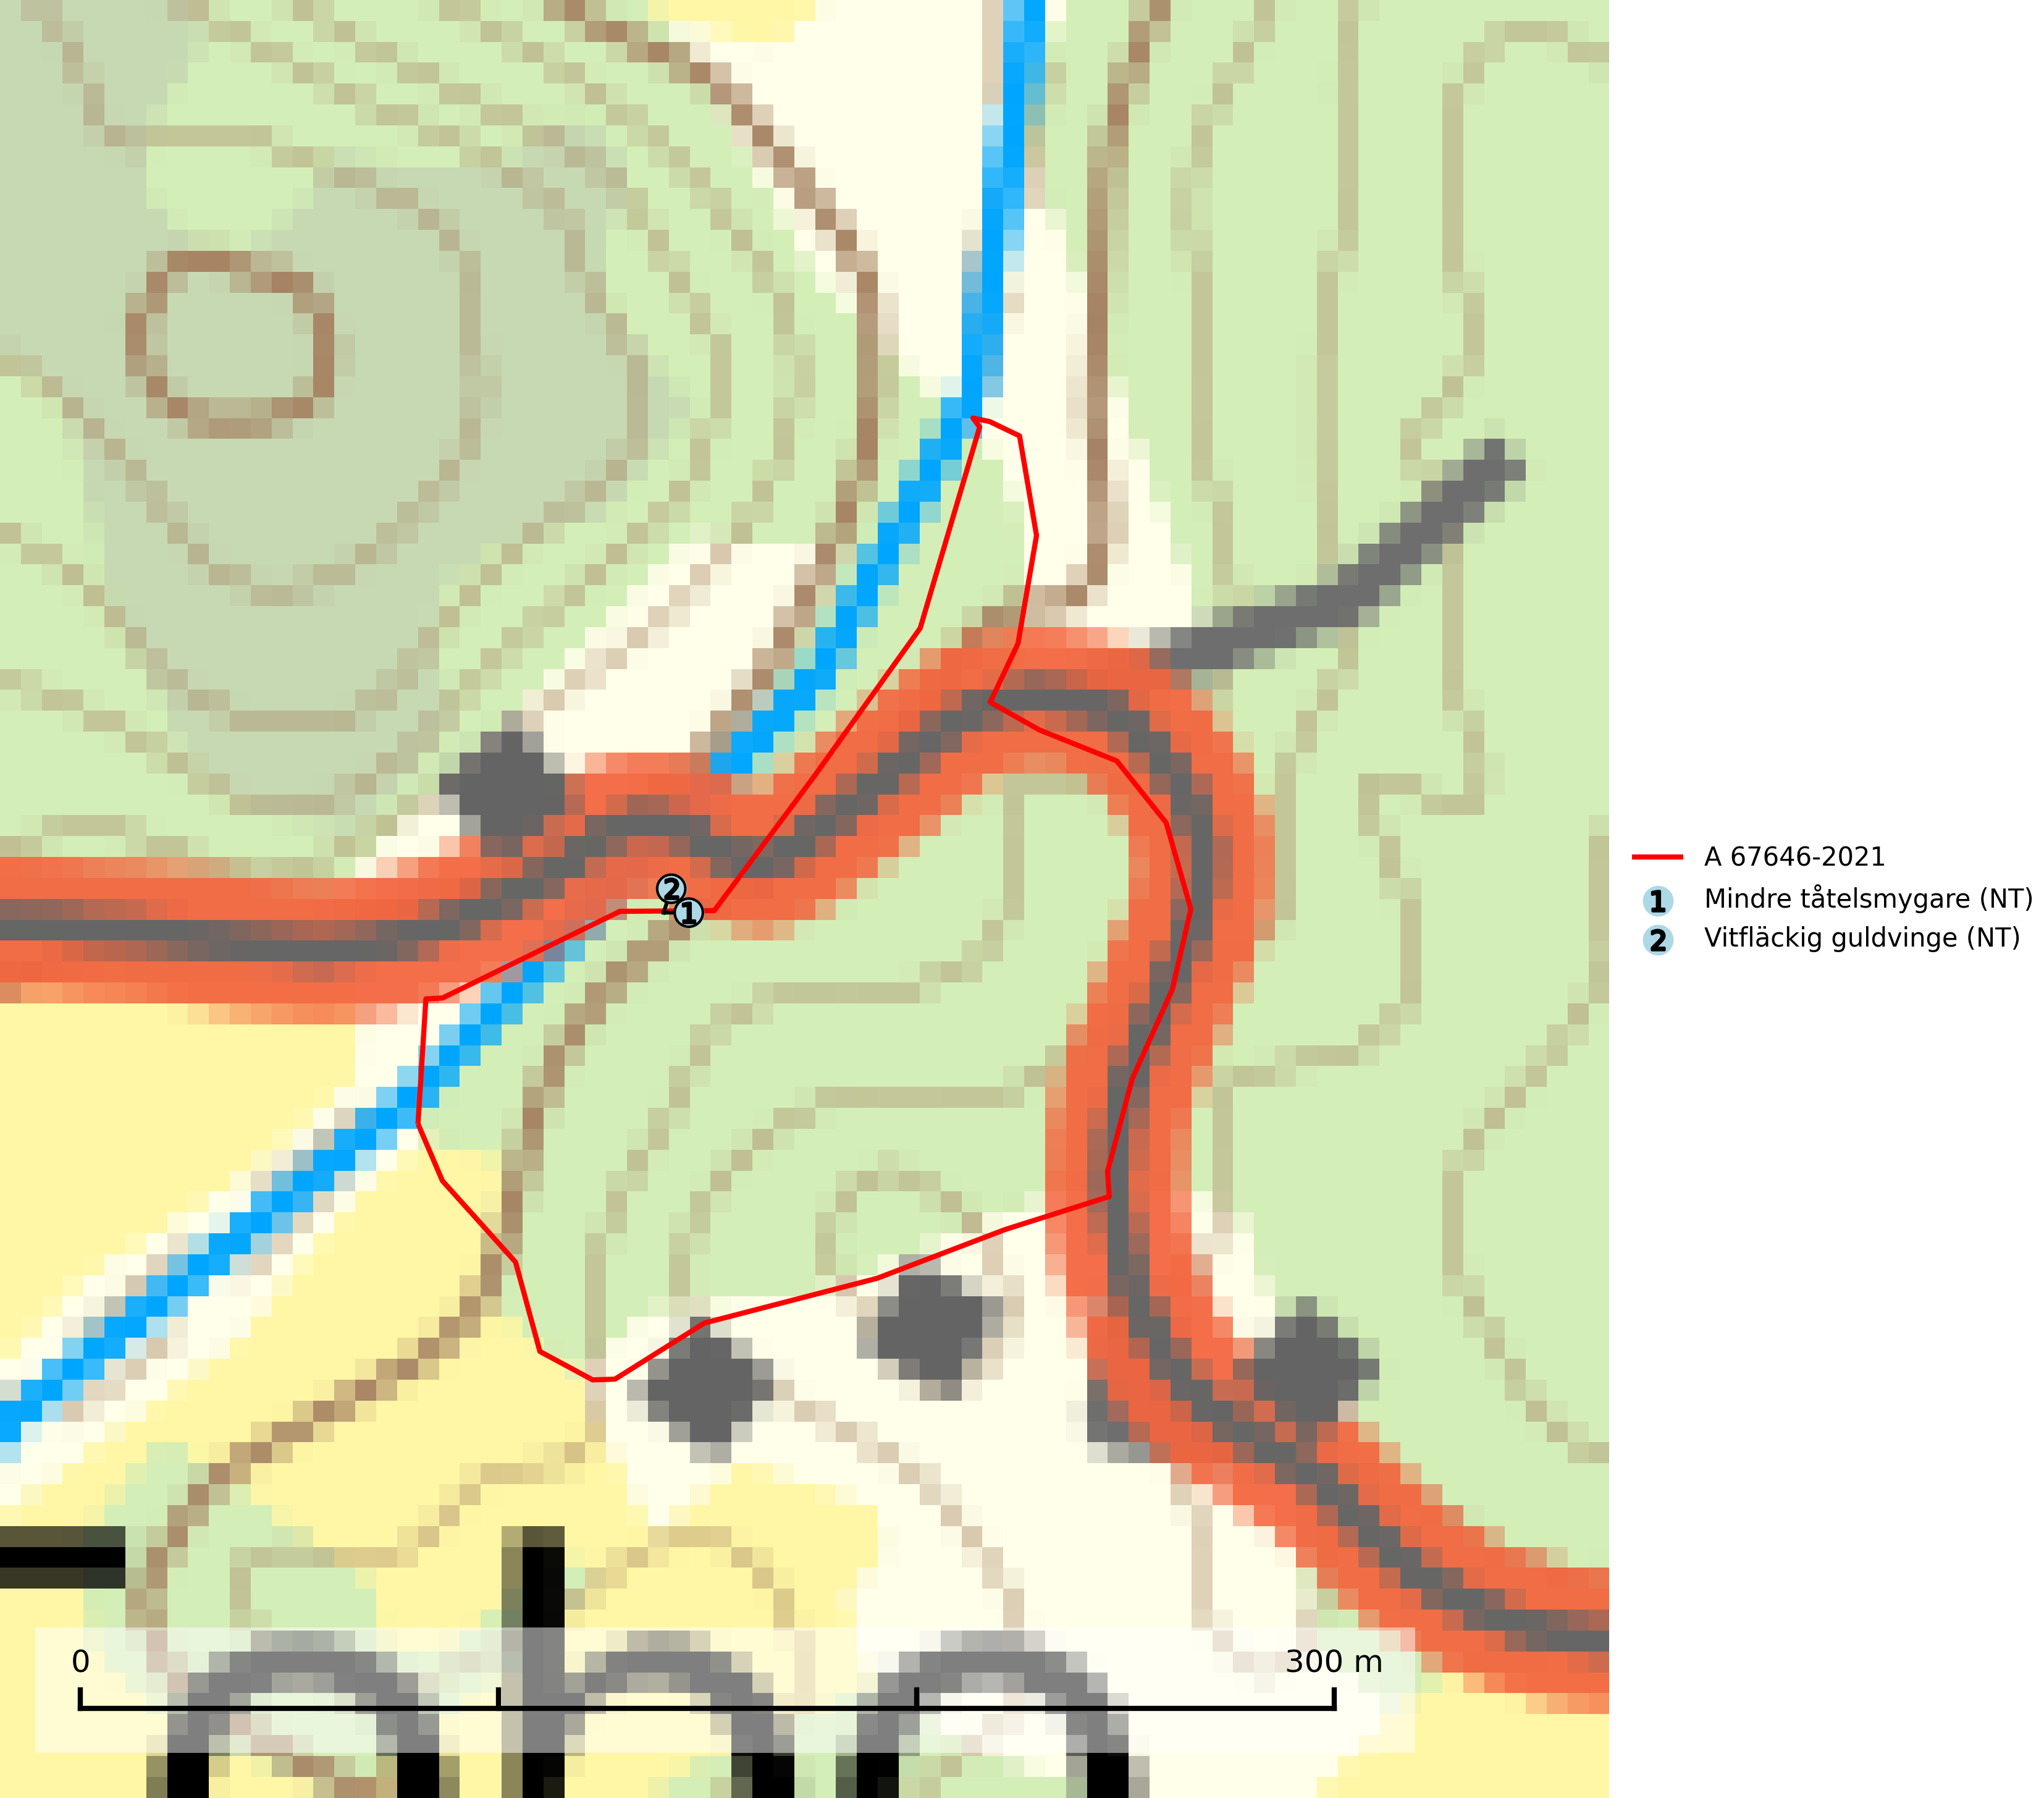 2
1
A 67646-2021
1 Mindre tåtelsmygare (NT)
2 Vitfläckig guldvinge (NT)
0 300 m